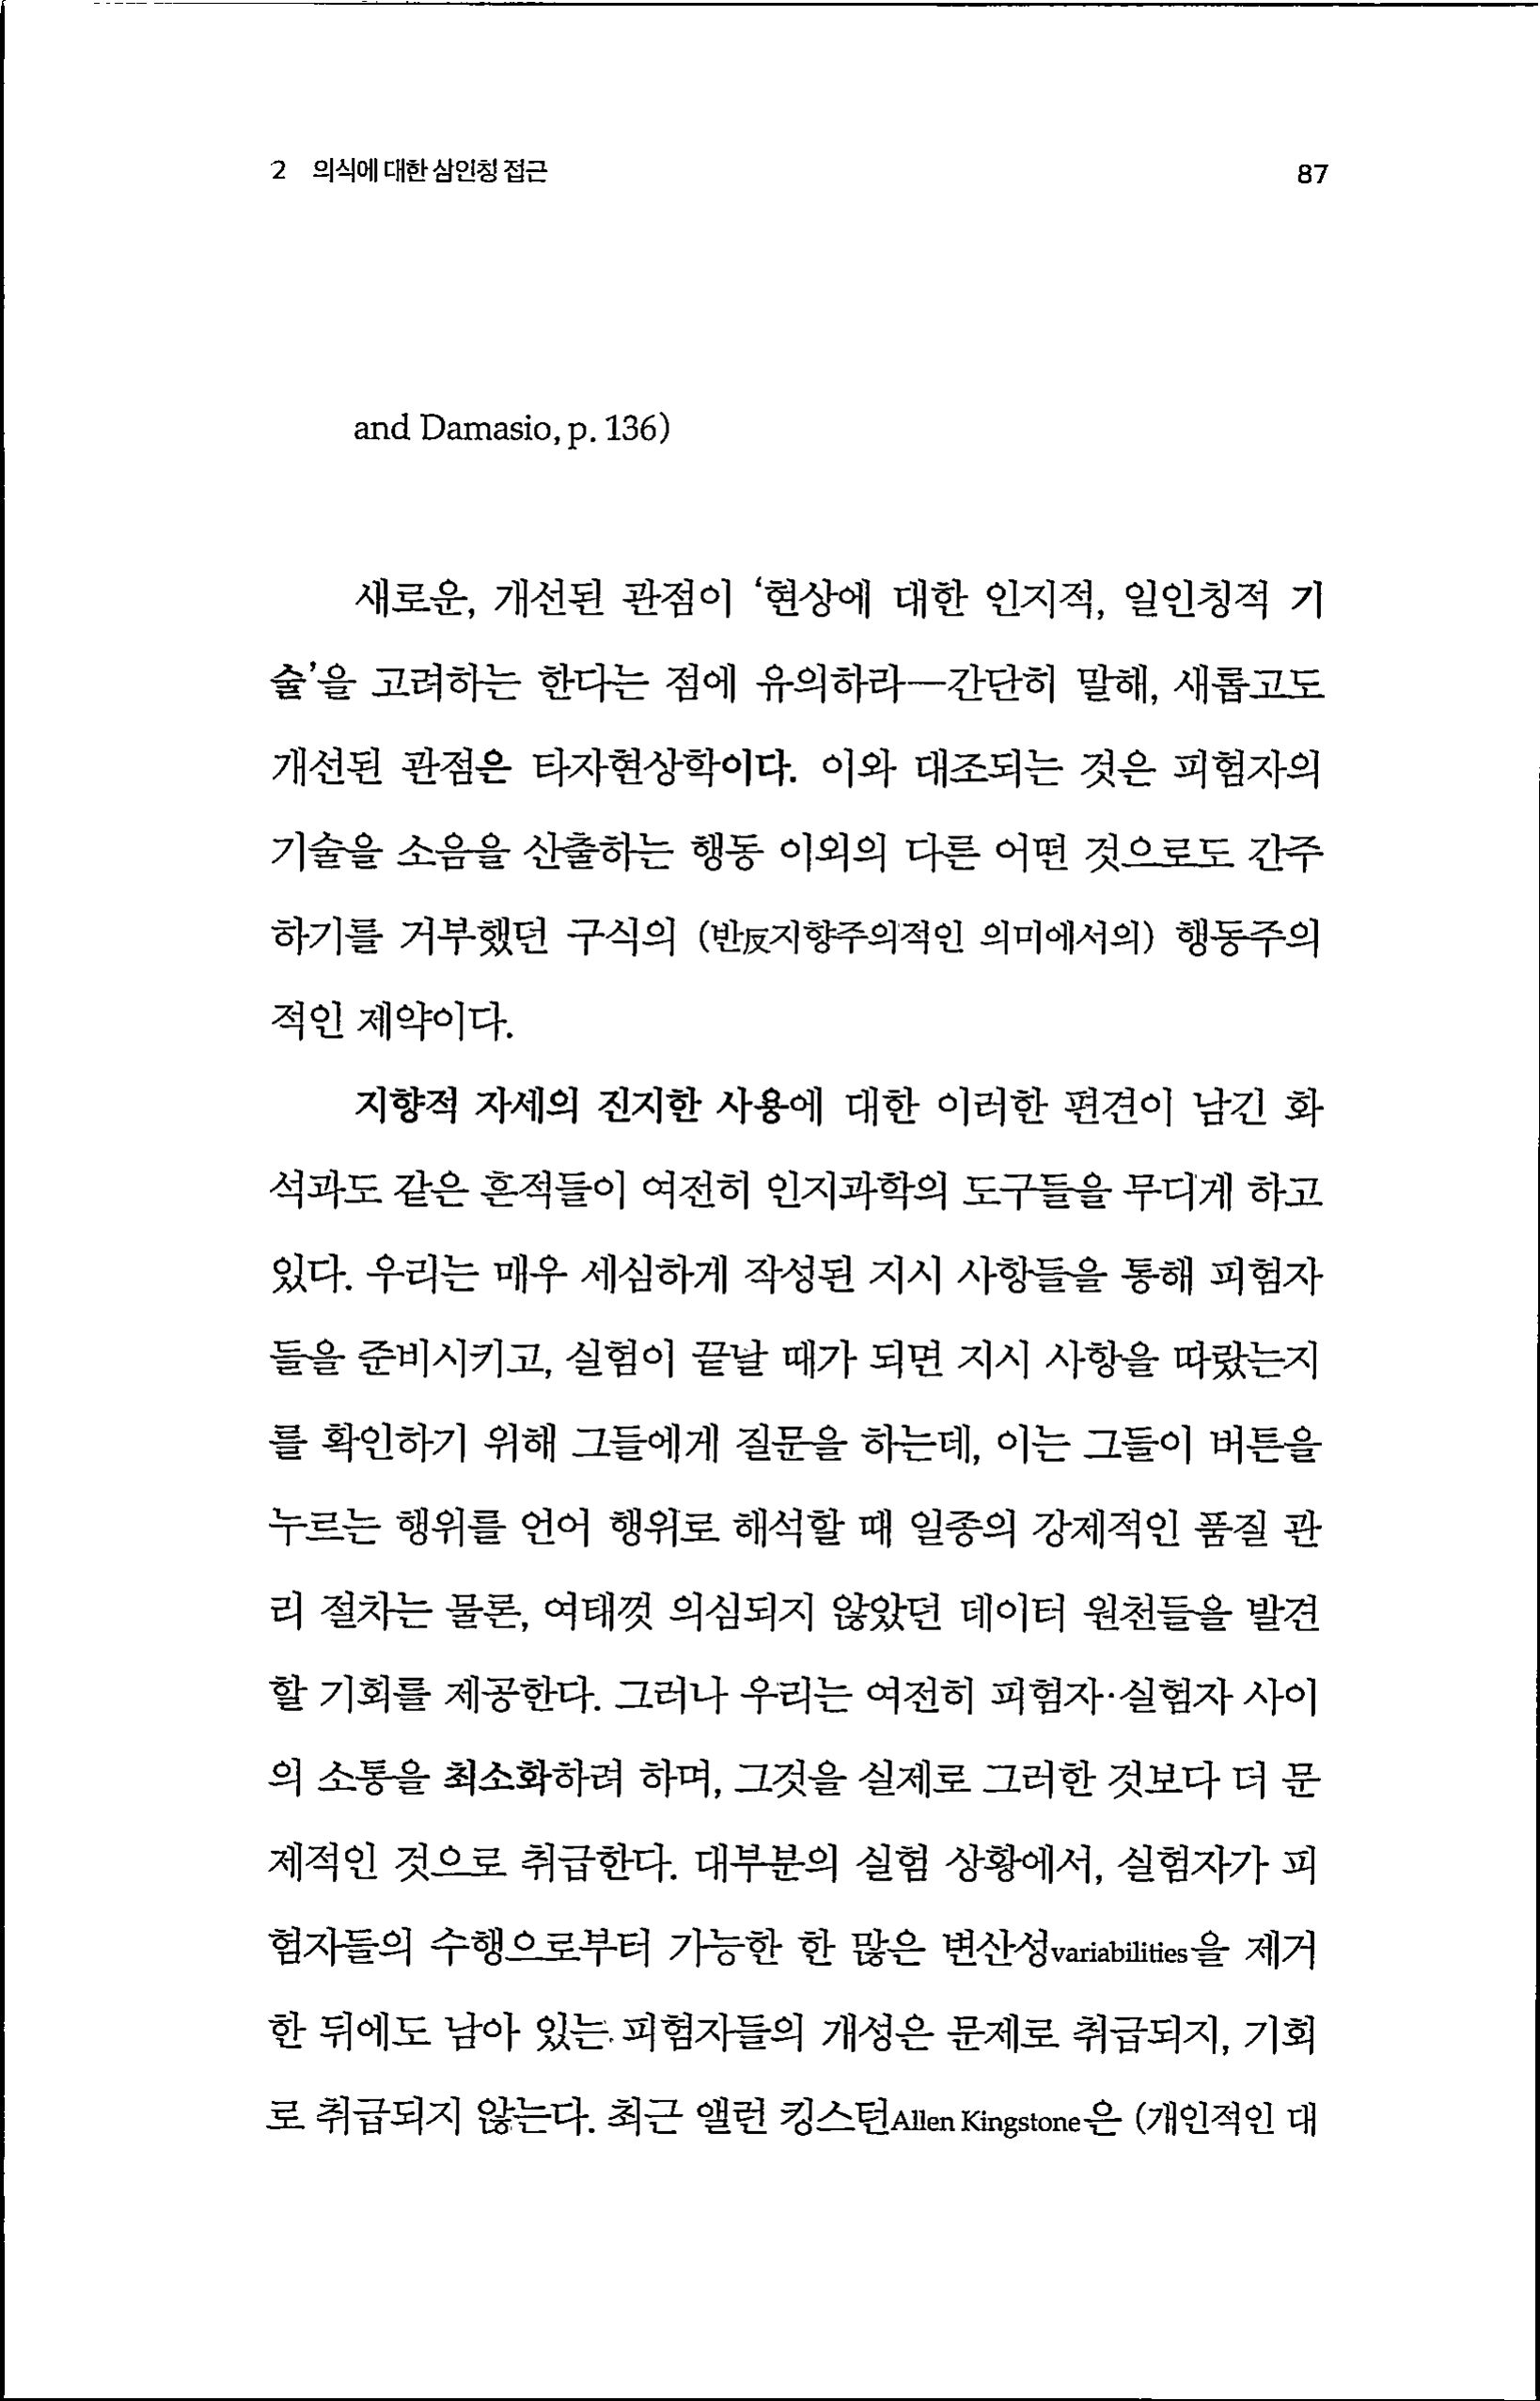 2 의식에 대한 삼인칭 접근 87
and Damasio, p. 136)
새로운, 개선된 관점이 ‘현상에 대한 인지적, 일인칭적 기
술’을 고려하는 한다는 점에 유의하라—간단히 말해, 새롭고도
개선된 관점은 타자현상학이다. 이와 대조되는 것은 피험자의
기술을 소음을 산출하는 행동 이외의 다른 어떤 것으로도 간주
하기를 거부했던 구식의 (반反지향주의적인 의미에서의) 행동주의
적인 제약이다.
지향적 자세의 진지한 사용에 대한 이러한 편견이 남긴 화
석과도 같은 흔적들이 여전히 인지과학의 도구들을 무디게 하고
있다. 우리는 매우 세심하게 작성된 지시 사항들을 통해 피험자
들을 준비시키고, 실험이 끝날 때가 되면 지시 사항을 따랐는지
를 확인하기 위해 그들에게 질문을 하는데, 이는 그들이 버튼을
누르는 행위를 언어 행위로 해석할 때 일종의 강제적인 품질 관
리 절차는 물론, 여태껏 의심되지 않았던 데이터 원천들을 발견
할 기회를 제공한다. 그러나 우리는 여전히 피험자··실험자 사이
의 소통을 최소화하려 하며, 그것을 실제로 그러한 것보다 더 문
제적인 것으로 취급한다. 대부분의 실험 상황에서, 실험자가 피
험자들의 수행으로부터 가능한 한 많은 변산성variabilities을 제거
한 뒤에도 남아 있는 피험자들의 개성은 문제로 취급되지, 기회
로 취급되지 않는다. 최근 앨런 킹스턴Allen Kingstone은 (개인적인 대